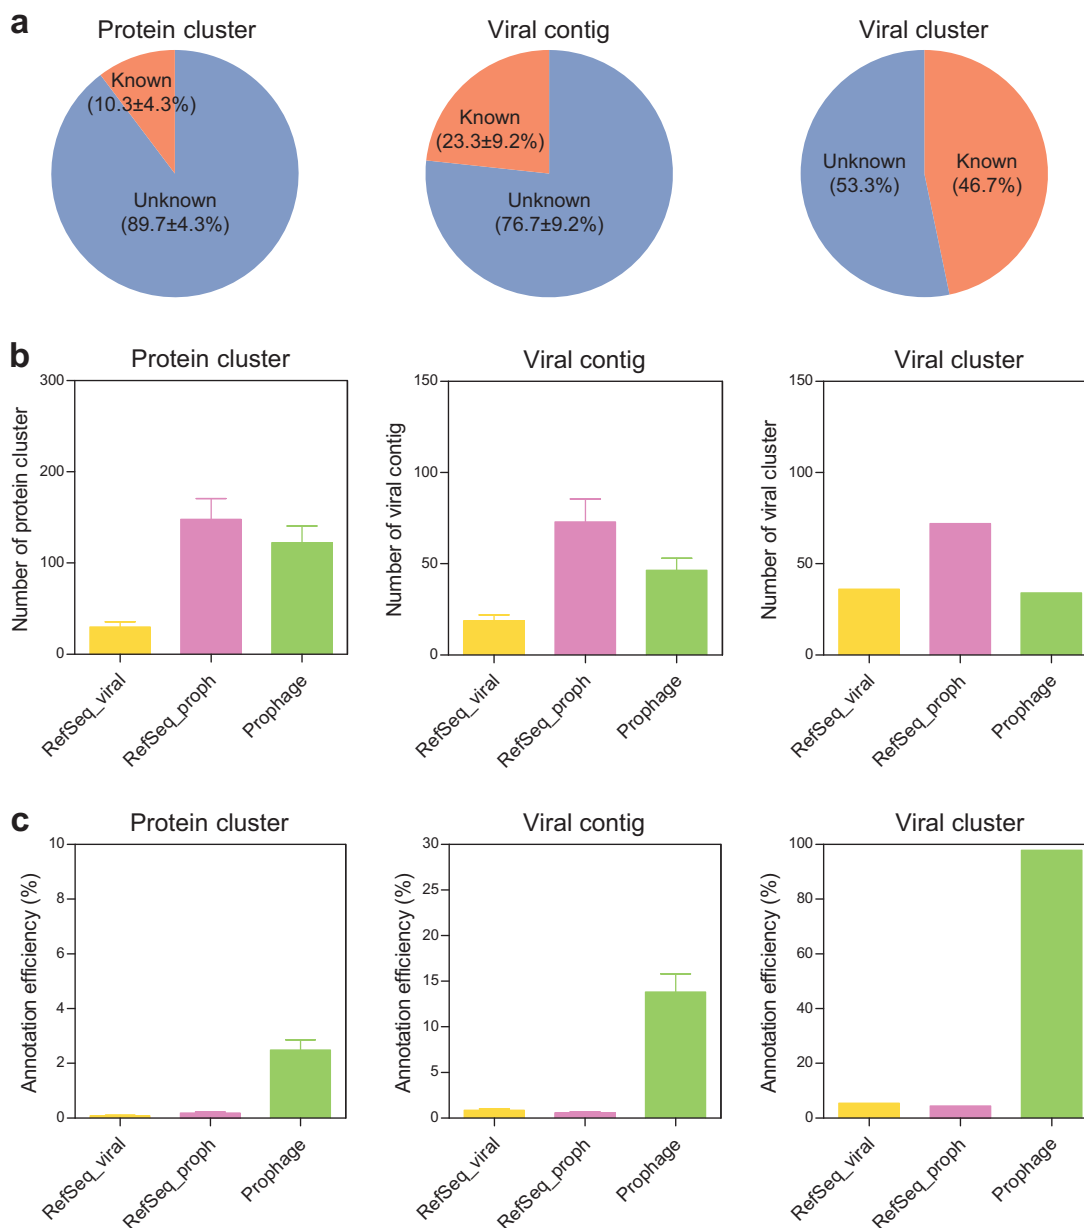 a
Protein cluster
Viral contig
Viral cluster
Known
(10.3±4.3%)
Unknown
(89.7±4.3%)
Known
(23.3±9.2%)
Unknown
(76.7±9.2%)
Unknown
(53.3%)
Known
(46.7%)
b
Protein cluster
Number of protein cluster
300
200
100
0
RefSeq_viral
RefSeq_proph
Prophage
Viral contig
Number of viral contig
150
100
50
0
RefSeq_viral
RefSeq_proph
Prophage
Viral cluster
Number of viral cluster
150
100
50
0
RefSeq_viral
RefSeq_proph
Prophage
c
Protein cluster
Annotation efficiency (%)
10
8
6
4
2
0
RefSeq_viral
RefSeq_proph
Prophage
Viral contig
Annotation efficiency (%)
30
25
20
15
10
5
0
RefSeq_viral
RefSeq_proph
Prophage
Viral cluster
Annotation efficiency (%)
100
80
60
40
20
0
RefSeq_viral
RefSeq_proph
Prophage